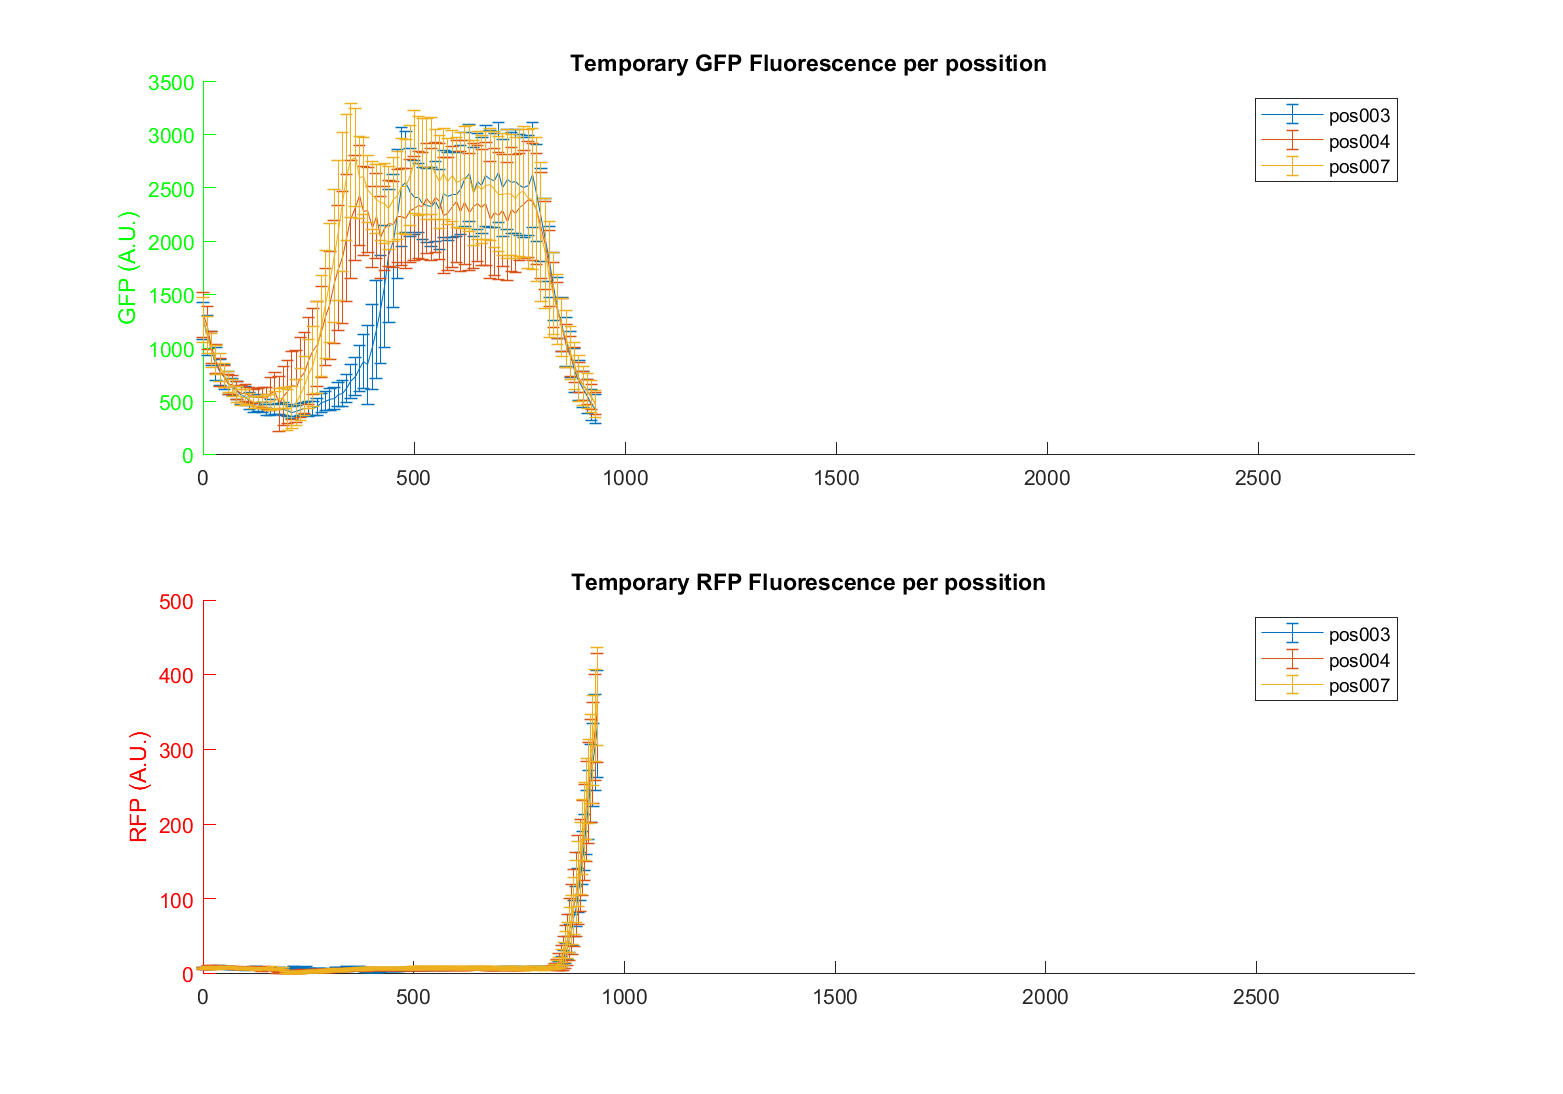 Temporary GFP Fluorescence per possition
3500
3000
2500
2000
1500
1000
500
0
GFP (A.U.)
0 500 1000 1500 2000 2500
pos003
pos004
pos007
Temporary RFP Fluorescence per possition
500
400
300
200
100
0
RFP (A.U.)
0 500 1000 1500 2000 2500
pos003
pos004
pos007